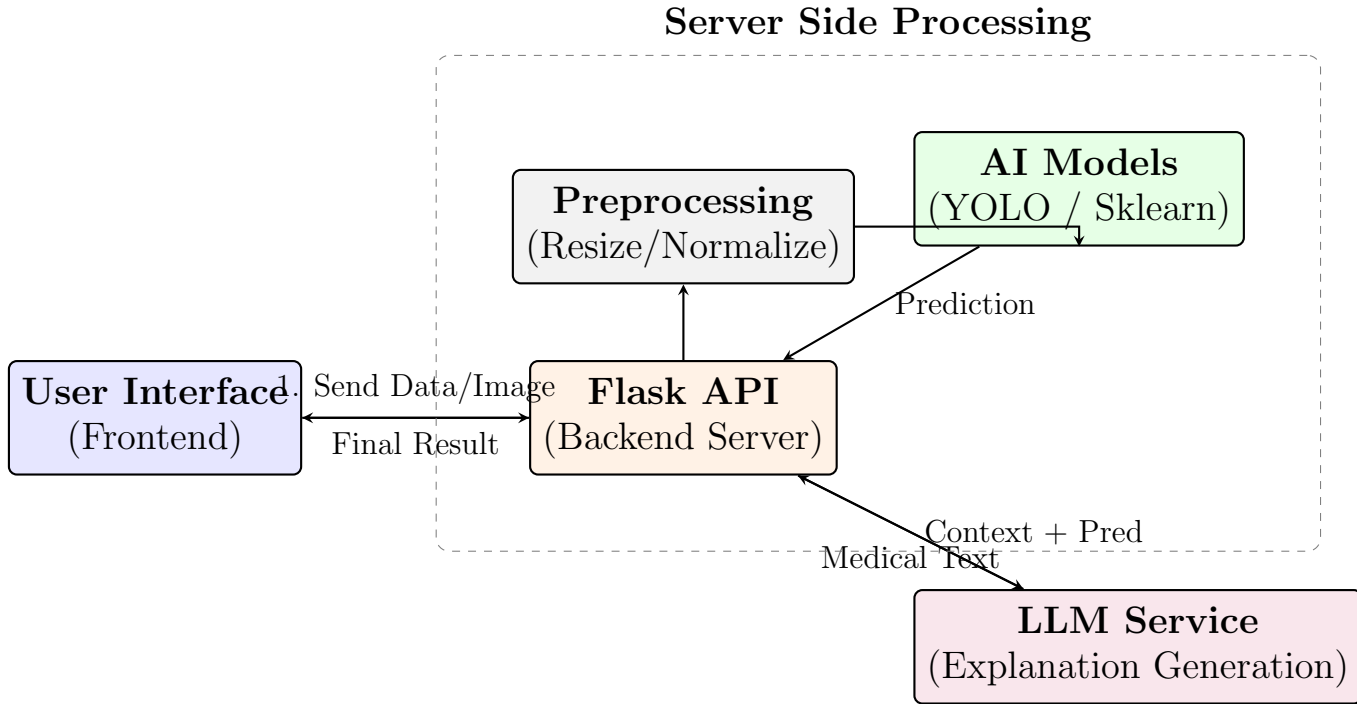 Server Side Processing
AI Models
(YOLO / Sklearn)
Preprocessing
(Resize/Normalize)
Prediction
User Interface
(Frontend)
1. Send Data/Image
Final Result
Flask API
(Backend Server)
Context + Pred
Medical Text
LLM Service
(Explanation Generation)